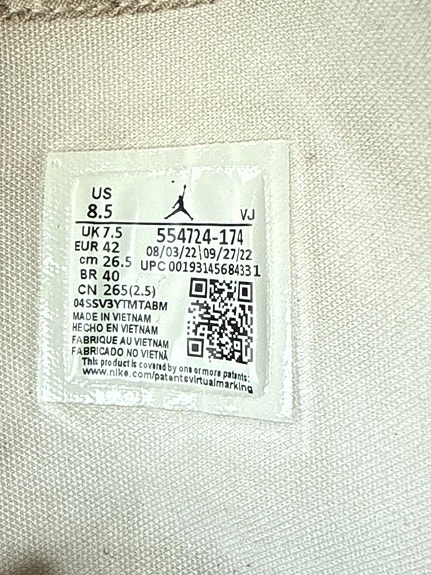 US
8.5
VJ
UK 7.5
554724-174
EUR 42
08/03/22\09/27/22
cm 26.5
UPC 00193145684331
BR 40
CN 265(2.5)
04SSV3YTMTABM
MADE IN VIETNAM
HECHO EN VIETNAM
FABRIQUE AU VIETNAM
FABRICADO NO VIETNÃ
This product is covered by one or more patents:
www.nike.com/patentsvirtualmarking